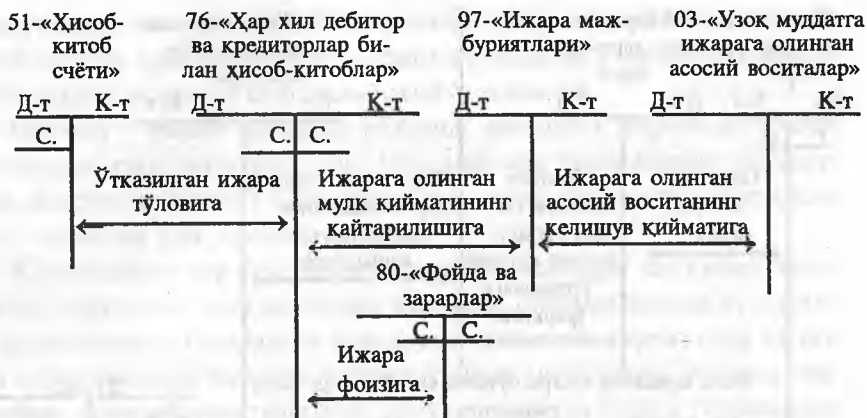 51-«Ҳисоб-
китоб
счёти»
76-«Ҳар хил дебитор
ва кредиторлар би-
лан ҳисоб-китоблар»
97-«Ижара маж-
буриятлари»
03-«Узоқ муддатга
ижарага олинган
асосий воситалар»
Д-т К-т
Д-т К-т
Д-т К-т
Д-т К-т
С.
С. С.
Ўтказилган ижара
тўловига
Ижарага олинган
мулк қийматининг
қайтарилишига
Ижарага олинган
асосий воситанинг
келишув қийматига
80-«Фойда ва
зарарлар»
С. С.
Ижара
фоизига